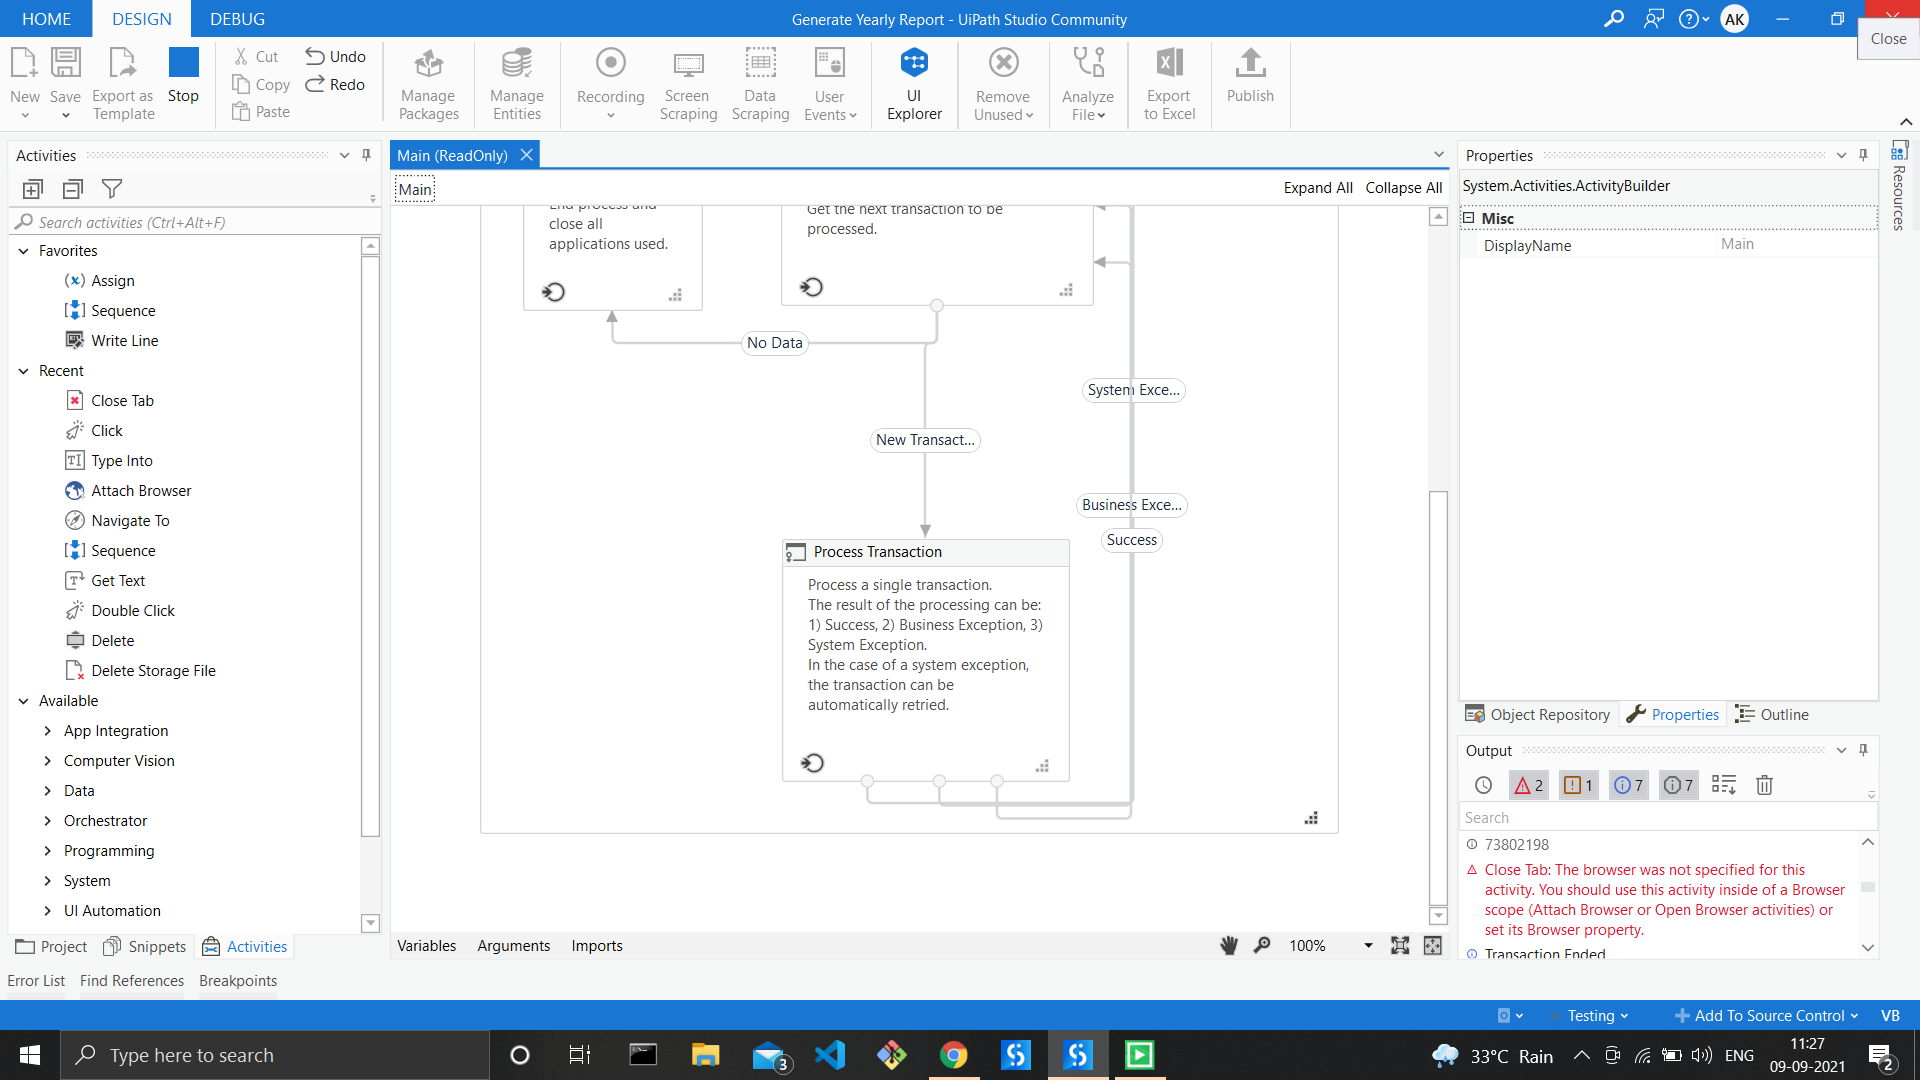 HOME DESIGN DEBUG
Generate Yearly Report - UiPath Studio Community
AK
Close
New
Save
Export as
Template
Stop
Cut
Copy
Paste
Undo
Redo
Manage
Packages
Manage
Entities
Recording
Screen
Scraping
Data
Scraping
User
Events
UI
Explorer
Remove
Unused
Analyze
File
Export
to Excel
Publish
Activities
Search activities (Ctrl+Alt+F)
Favorites
Assign
Sequence
Write Line
Recent
Close Tab
Click
Type Into
Attach Browser
Navigate To
Sequence
Get Text
Double Click
Delete
Delete Storage File
Available
App Integration
Computer Vision
Data
Orchestrator
Programming
System
UI Automation
Project Snippets Activities
Error List Find References Breakpoints
Main (ReadOnly)
Main
Expand All Collapse All
End process and
close all
applications used.
Get the next transaction to be
processed.
No Data
System Exce...
New Transact...
Business Exce...
Success
Process Transaction
Process a single transaction.
The result of the processing can be:
1) Success, 2) Business Exception, 3)
System Exception.
In the case of a system exception,
the transaction can be
automatically retried.
Variables Arguments Imports
100%
Properties
System.Activities.ActivityBuilder
Misc
DisplayName Main
Resources
Object Repository Properties Outline
Output
2 1 7 7
Search
73802198
Close Tab: The browser was not specified for this
activity. You should use this activity inside of a Browser
scope (Attach Browser or Open Browser activities) or
set its Browser property.
Transaction Ended
Testing Add To Source Control VB
Type here to search
3
33°C Rain
ENG
11:27
09-09-2021
2